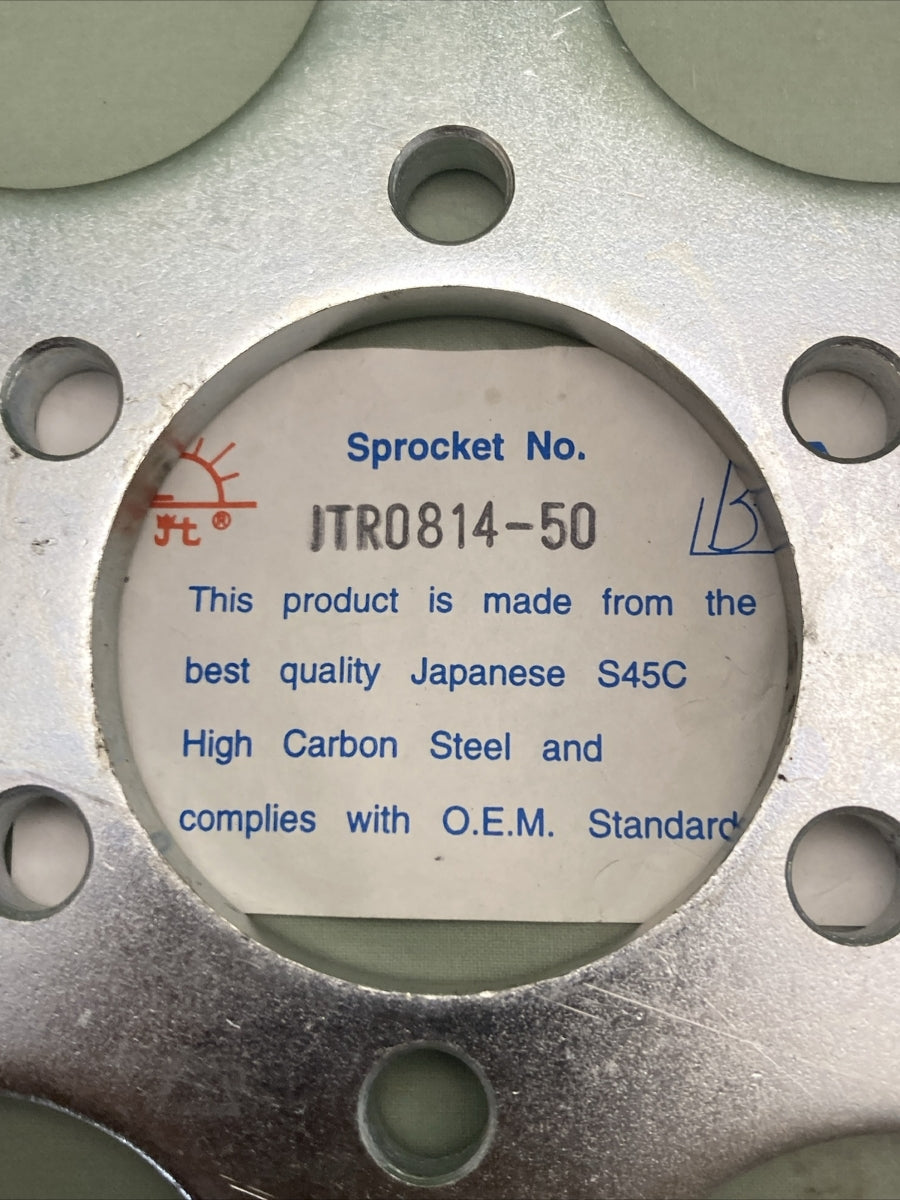 Sprocket No.
Jt ®
JTR0814-50
This product is made from the
best quality Japanese S45C
High Carbon Steel and
complies with O.E.M. Standard